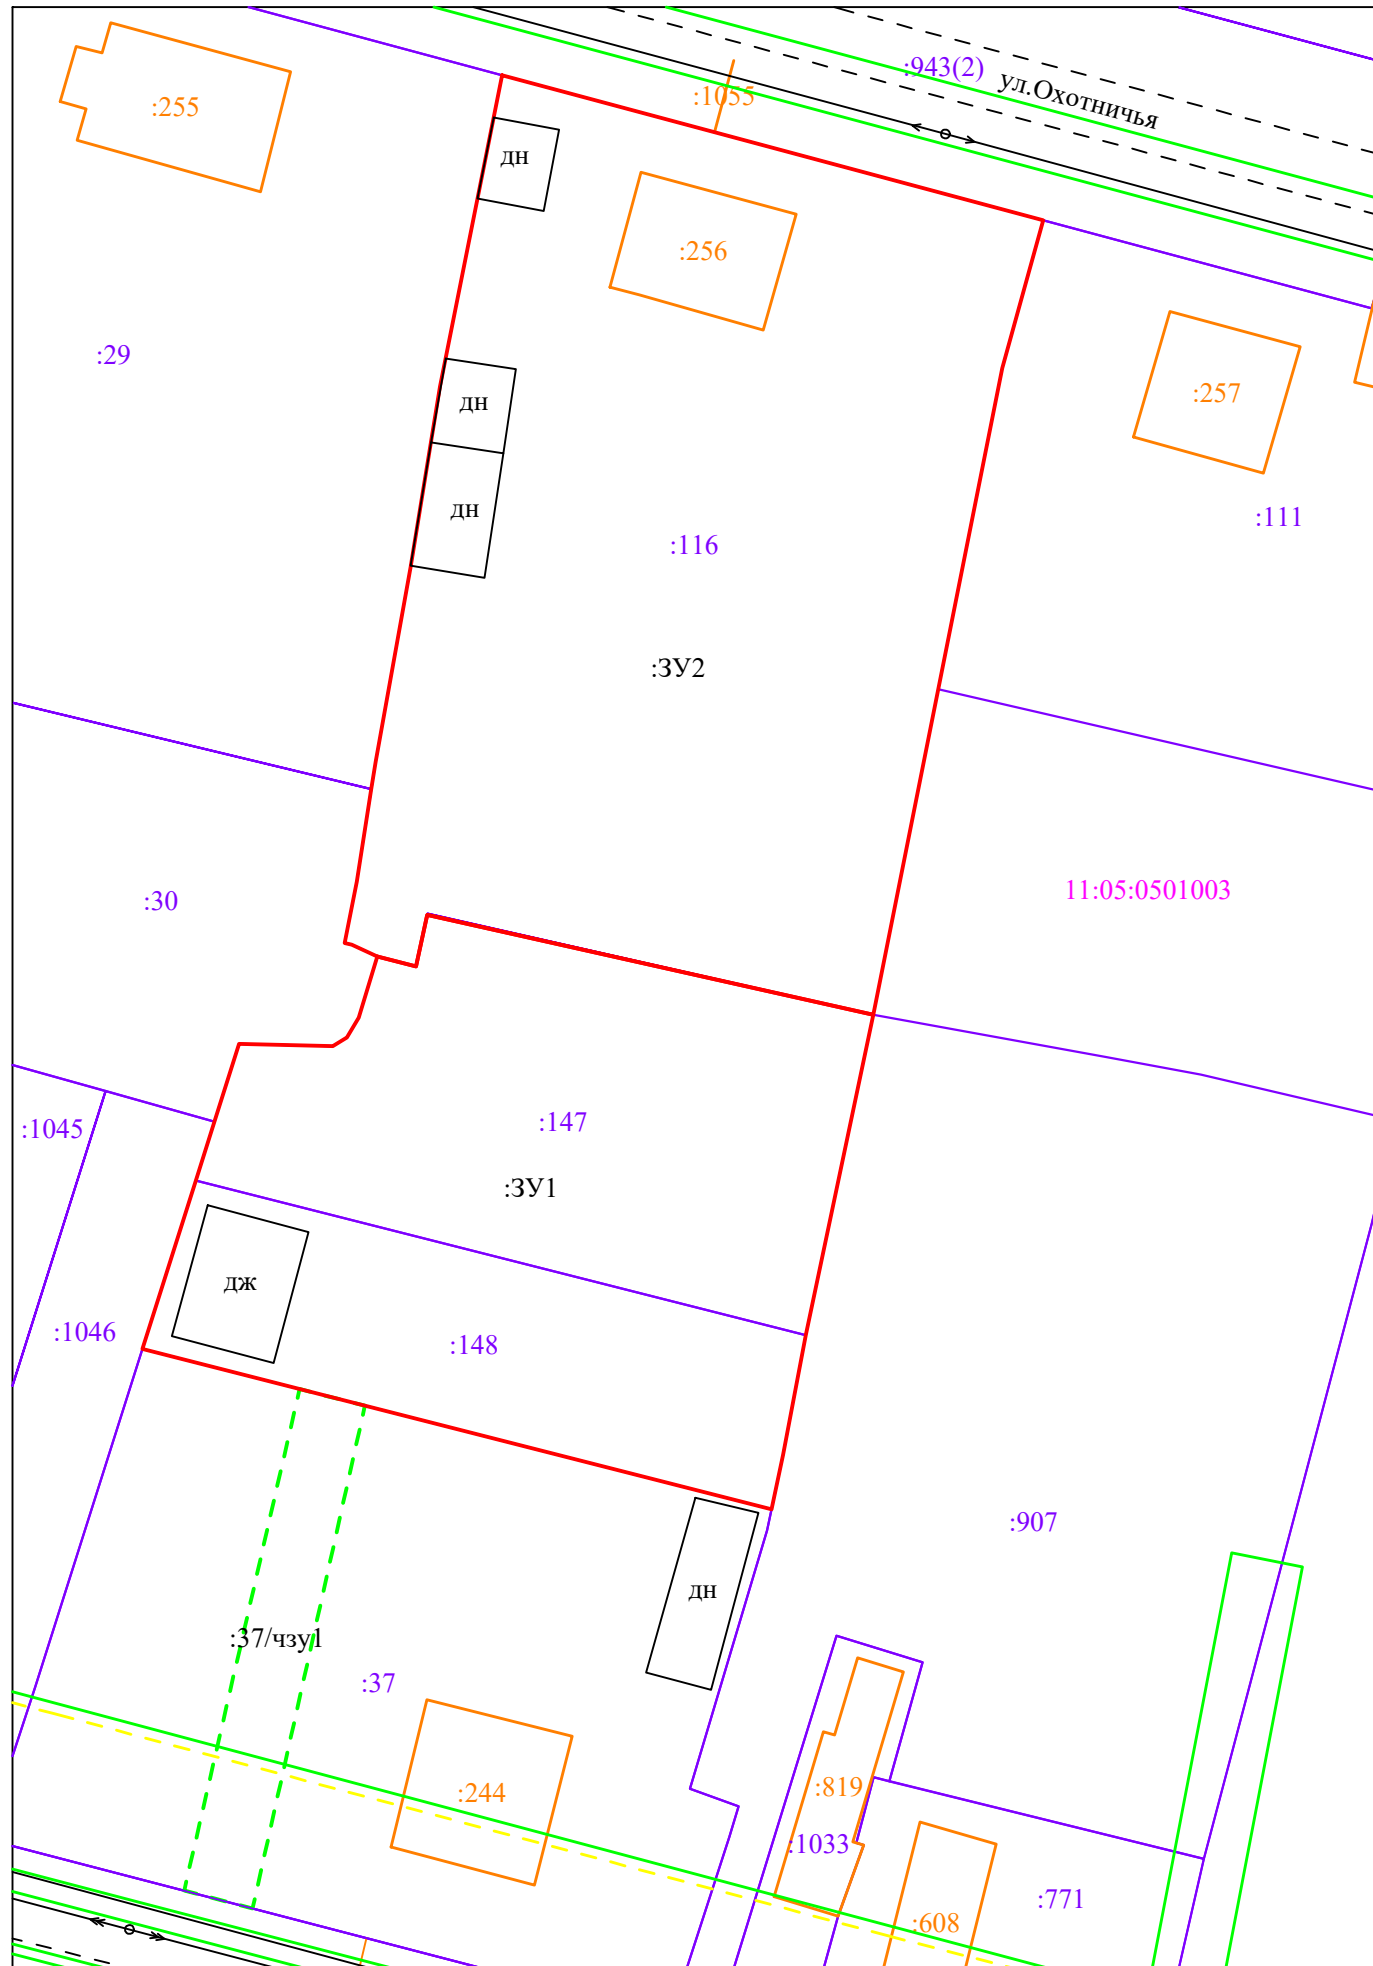 :943(2)
ул.Охотничья
:1055
:255
дн
:256
:29
:257
дн
дн
:111
:116
:ЗУ2
:30
11:05:0501003
:147
:1045
:ЗУ1
дж
:1046
:148
:907
дн
:37/чзу1
:37
:244
:819
:1033
:771
:608